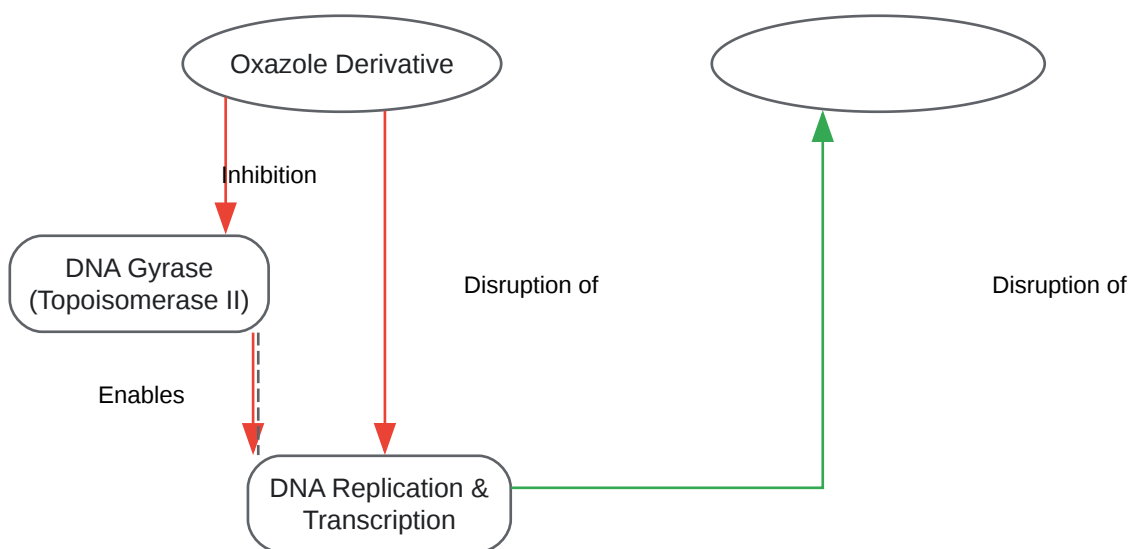 Oxazole Derivative
Inhibition
DNA Gyrase
(Topoisomerase II)
Disruption of
Disruption of
Enables
DNA Replication &
Transcription